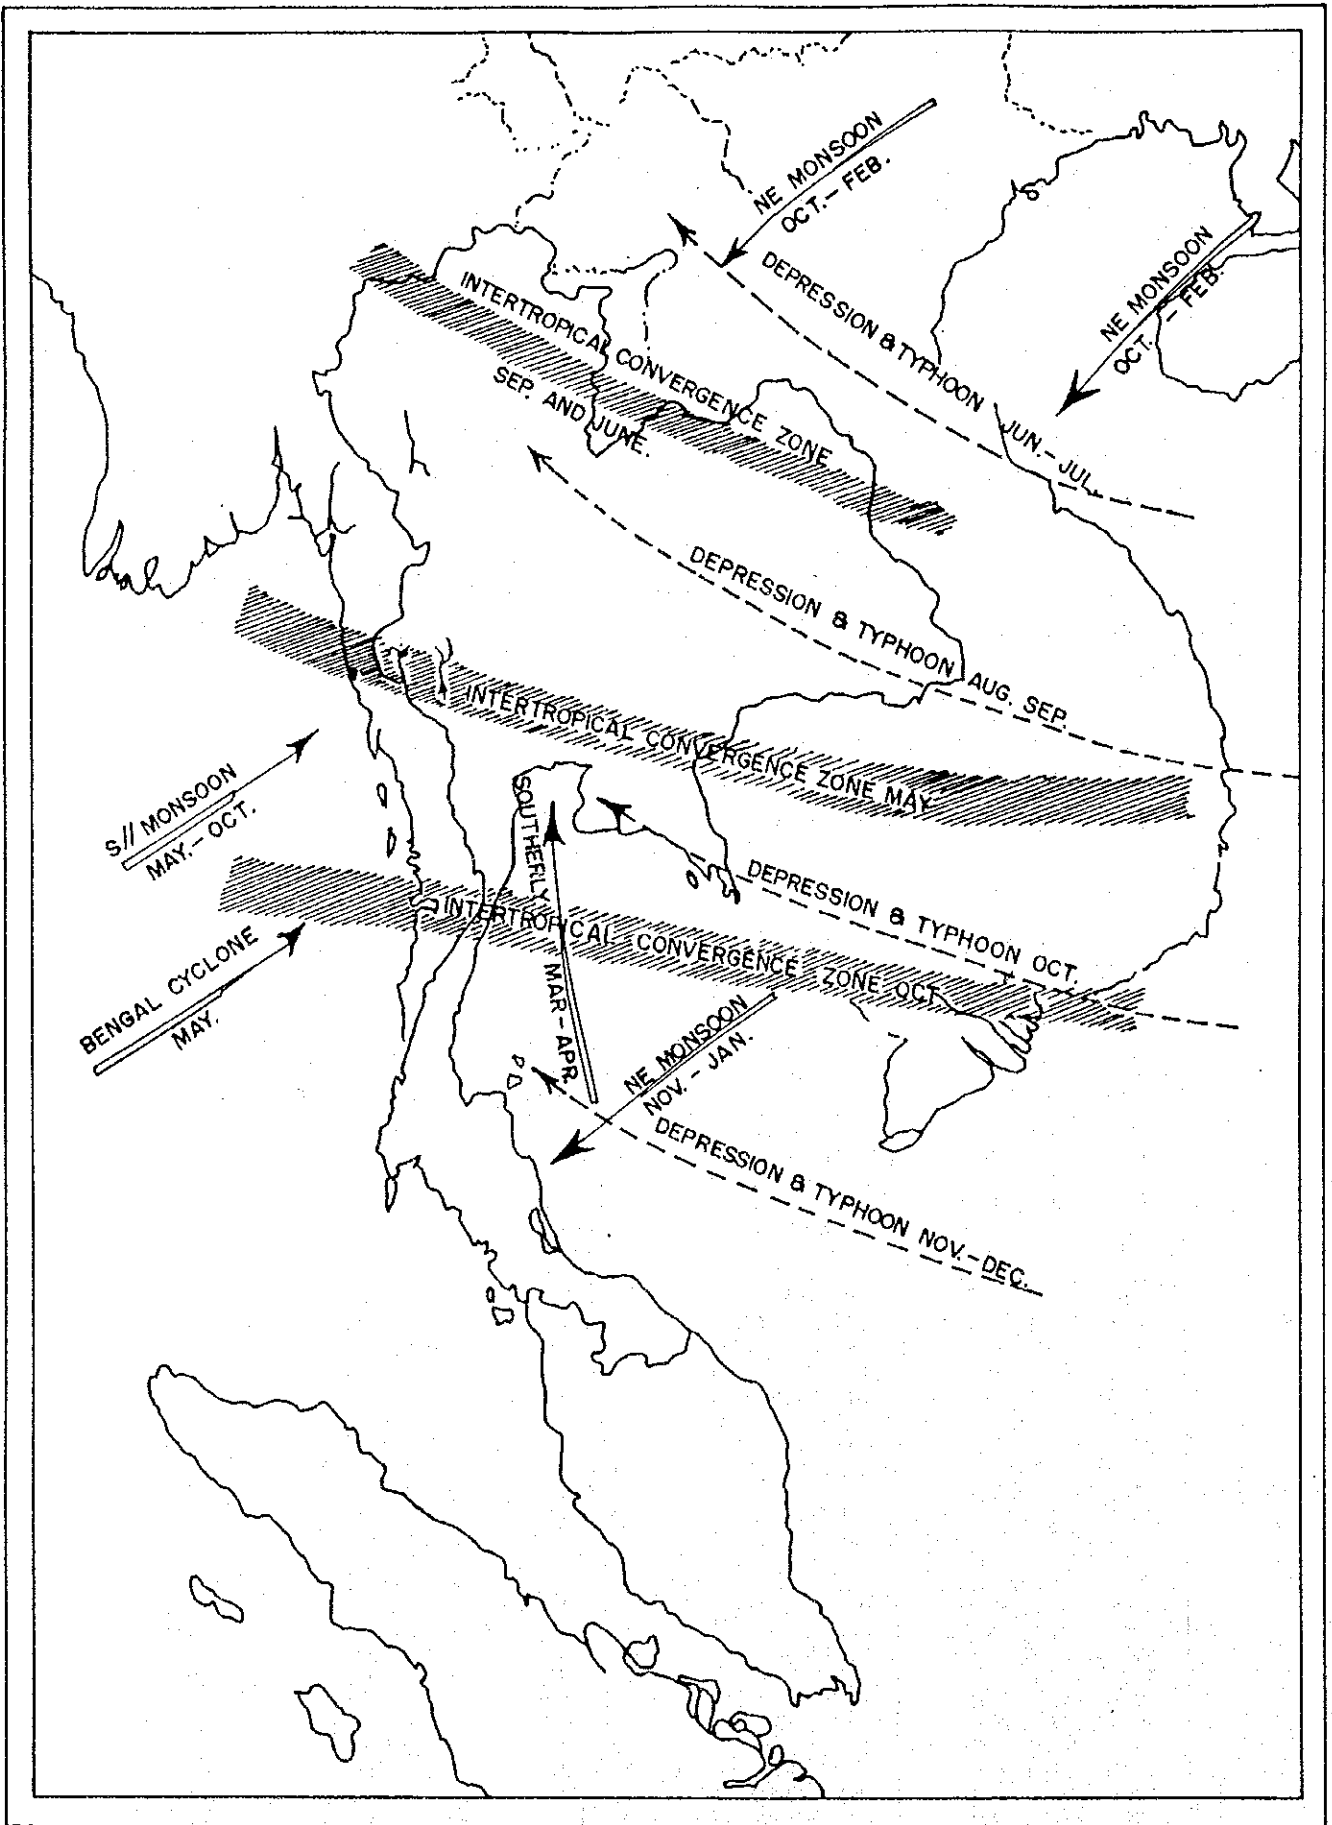 NE MONSOON
OCT.- FEB.
NE MONSOON
OCT. - FEB.
DEPRESSION & TYPHOON JUN.- JUL.
INTERTROPICAL CONVERGENCE ZONE
SEP. AND JUNE.
DEPRESSION & TYPHOON AUG. SEP.
INTERTROPICAL CONVERGENCE ZONE MAY
S// MONSOON
MAY.-OCT.
SOUTHERLY
MAR-APR.
DEPRESSION & TYPHOON OCT.
INTERTROPICAL CONVERGENCE ZONE OCT
BENGAL CYCLONE
MAY.
NE MONSOON
NOV. - JAN.
DEPRESSION & TYPHOON NOV.-DEC.